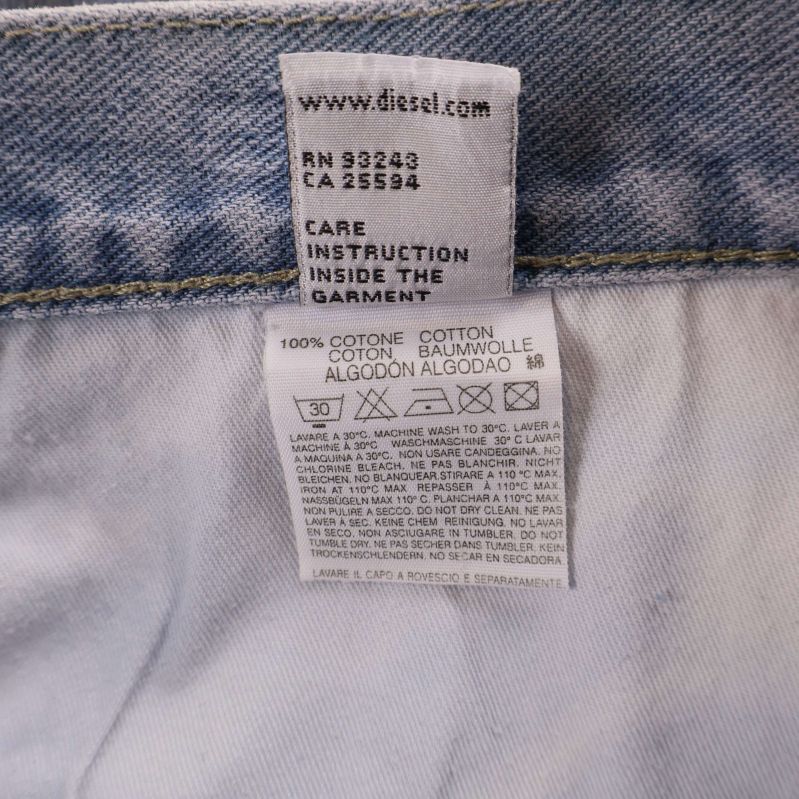 www.diesel.com
RN 93243
CA 25594
CARE
INSTRUCTION
INSIDE THE
GARMENT
100% COTONE COTTON
COTON, BAUMWOLLE
ALGODÓN ALGODAO 綿
30
LAVARE A 30°C. MACHINE WASH TO 30°C. LAVER A
MACHINE À 30°C WASCHMASCHINE 30°C LAVAR
A MAQUINA A 30°C. NON USARE CANDEGGINA. NO
CHLORINE BLEACH. NE PAS BLANCHIR. NICHT
BLEICHEN. NO BLANQUEAR. STIRARE A 110°C MAX.
IRON AT 110°C MAX REPASSER À 110°C MAX.
NASSBÜGELN MAX 110°C. PLANCHAR A 110°C MAX.
NON PULIRE A SECCO. DO NOT DRY CLEAN. NE PAS
LAVER À SEC. KEINE CHEM REINIGUNG. NO LAVAR
EN SECO. NON ASCIUGARE IN TUMBLER. DO NOT
TUMBLE DRY. NE PAS SECHER DANS TUMBLER. KEIN
TROCKENSCHLENDERN. NO SECAR EN SECADORA.
LAVARE IL CAPO A ROVESCIO E SEPARATAMENTE